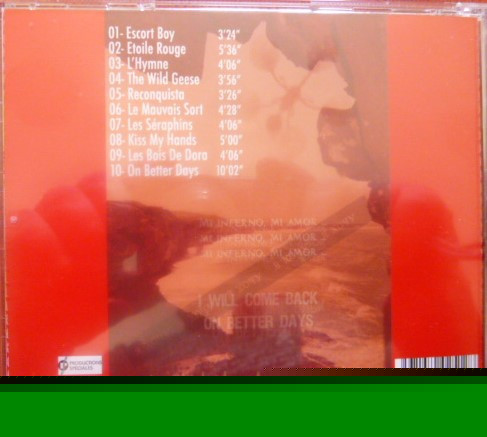 01- Escort Boy 3'24"
02- Etoile Rouge 5'36"
03- L'Hymne 4'06"
04- The Wild Geese 3'56"
05- Reconquista 3'26"
06- Le Mauvais Sort 4'28"
07- Les Séraphins 4'06"
08- Kiss My Hands 5'00"
09- Les Bois De Dora 4'06"
10- On Better Days 10'02"
MI INFERNO, MI AMOR...
MI INFERNO, MI AMOR...
MI INFERNO, MI AMOR...
I WILL COME BACK
ON BETTER DAYS
PRODUCTIONS
SPECIALES